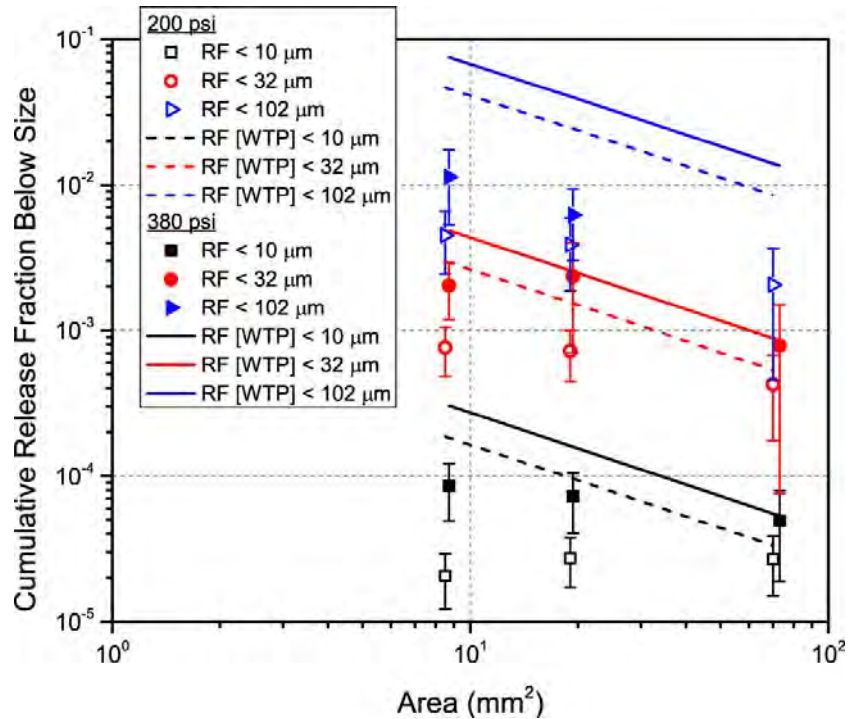 200 psi
RF < 10 μm
RF < 32 μm
RF < 102 μm
RF [WTP] < 10 μm
RF [WTP] < 32 μm
RF [WTP] < 102 μm
380 psi
RF < 10 μm
RF < 32 μm
RF < 102 μm
RF [WTP] < 10 μm
RF [WTP] < 32 μm
RF [WTP] < 102 μm
Cumulative Release Fraction Below Size
10⁻¹
10⁻²
10⁻³
10⁻⁴
10⁻⁵
10⁰ 10¹ 10²
Area (mm²)